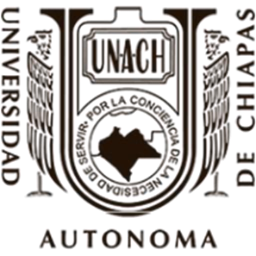 UNIVERSIDAD
AUTONOMA
DE CHIAPAS
UNACH
POR LA CONCIENCIA DE LA NECESIDAD DE SERVIR